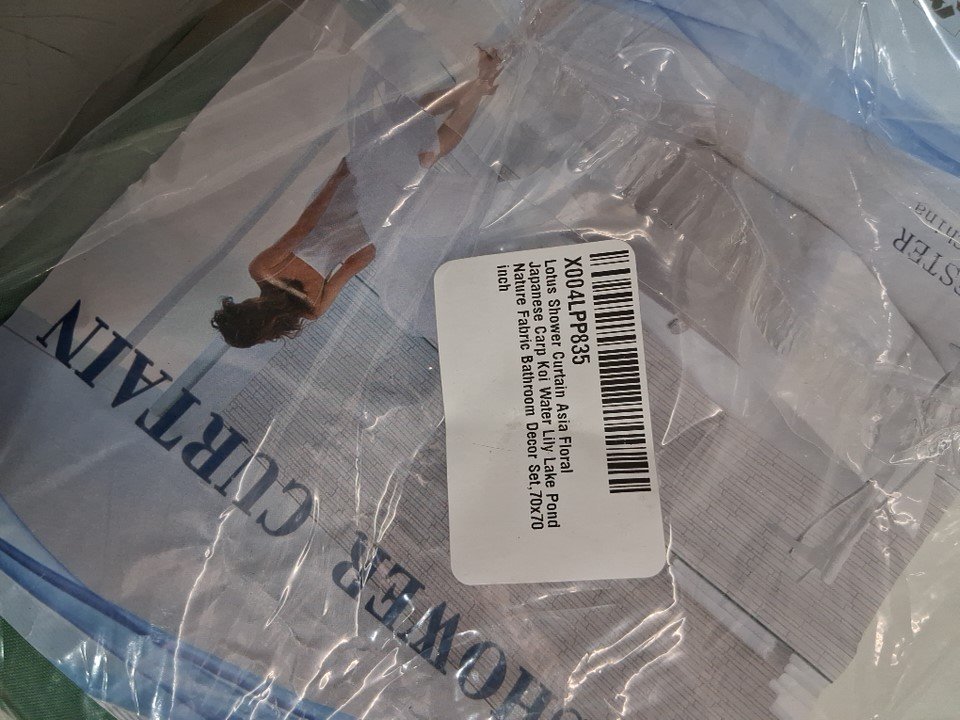 X004LPP835
Lotus Shower Curtain Asia Floral
Japanese Carp Koi Water Lily Lake Pond
Nature Fabric Bathroom Decor Set,70x70
inch
SHOWER
CURTAIN